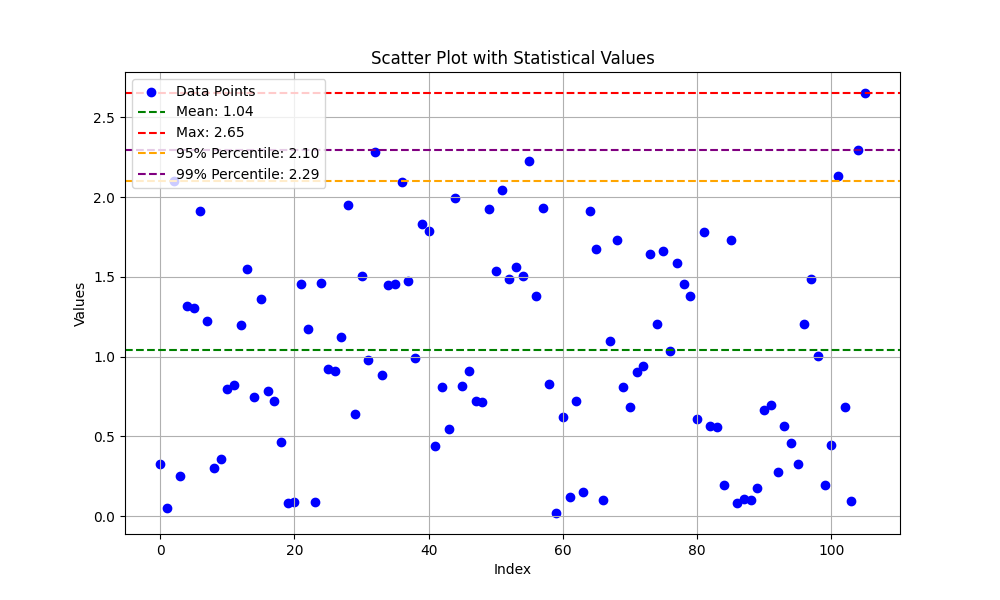 Scatter Plot with Statistical Values
Data Points
Mean: 1.04
Max: 2.65
95% Percentile: 2.10
99% Percentile: 2.29
2.5
2.0
1.5
1.0
0.5
0.0
Values
0 20 40 60 80 100
Index